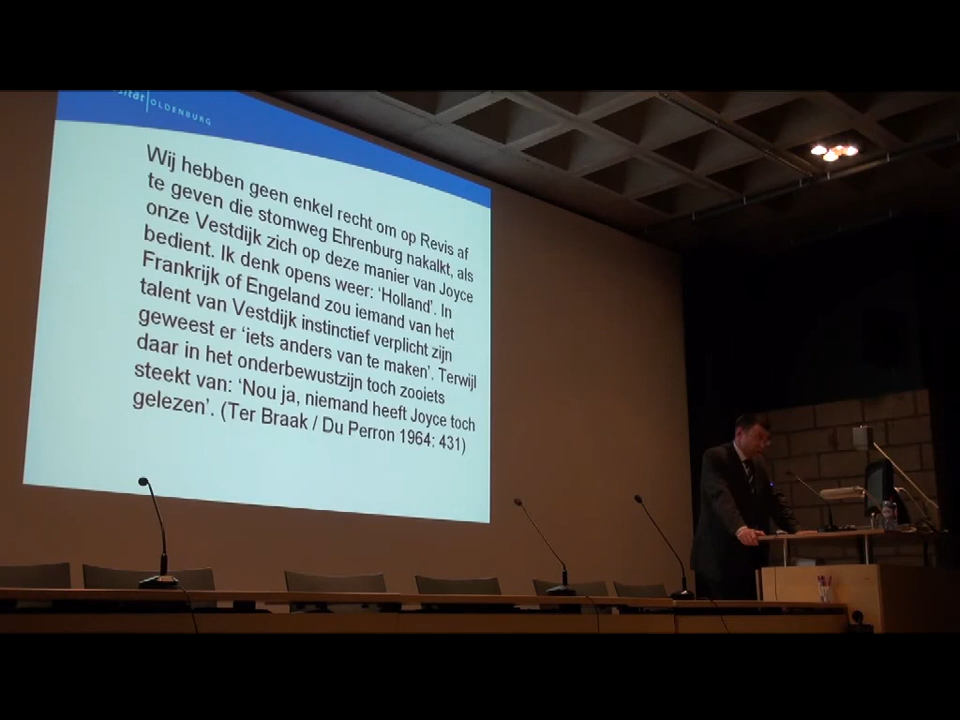 OLDENBURG
Wij hebben geen enkel recht om op Revis af
te geven die stomweg Ehrenburg nakalkt, als
onze Vestdijk zich op deze manier van Joyce
bedient. Ik denk opens weer: ‘Holland’. In
Frankrijk of Engeland zou iemand van het
talent van Vestdijk instinctief verplicht zijn
geweest er ‘iets anders van te maken’. Terwijl
daar in het onderbewustzijn toch zooiets
steekt van: ‘Nou ja, niemand heeft Joyce toch
gelezen’. (Ter Braak / Du Perron 1964: 431)